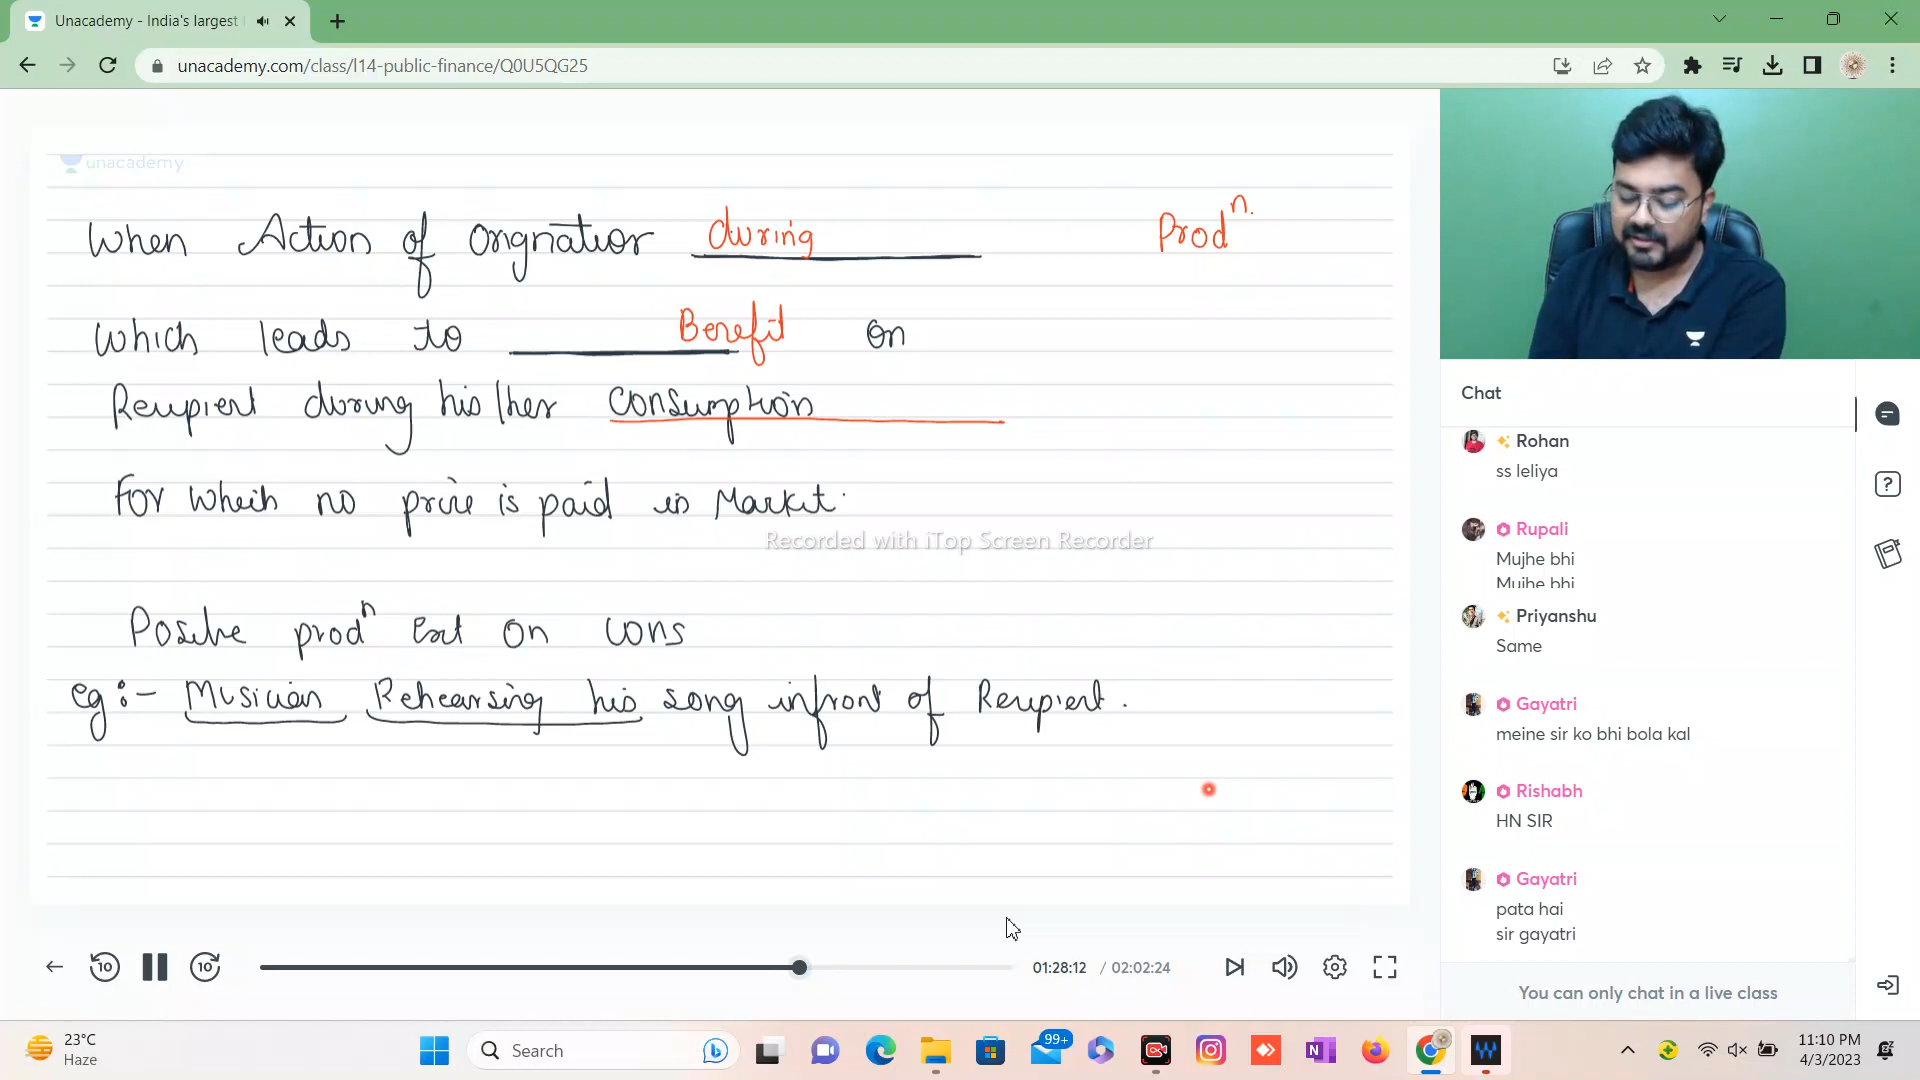 Unacademy - India's largest
unacademy.com/class/l14-public-finance/Q0U5QG25
unacademy
When Action of Orignatior during Prodⁿ.
which leads to Benefit on
Recipient during his/her Consumption
For which no price is paid in Market.
Recorded with iTop Screen Recorder
Positive prodⁿ Ext on cons
eg:- Musician Rehearsing his song infront of Recipient.
10 10 01:28:12 / 02:02:24
Chat
Rohan
ss leliya
Rupali
Mujhe bhi
Mujhe bhi
Priyanshu
Same
Gayatri
meine sir ko bhi bola kal
Rishabh
HN SIR
Gayatri
pata hai
sir gayatri
You can only chat in a live class
23°C
Haze
Search
99+
11:10 PM
4/3/2023